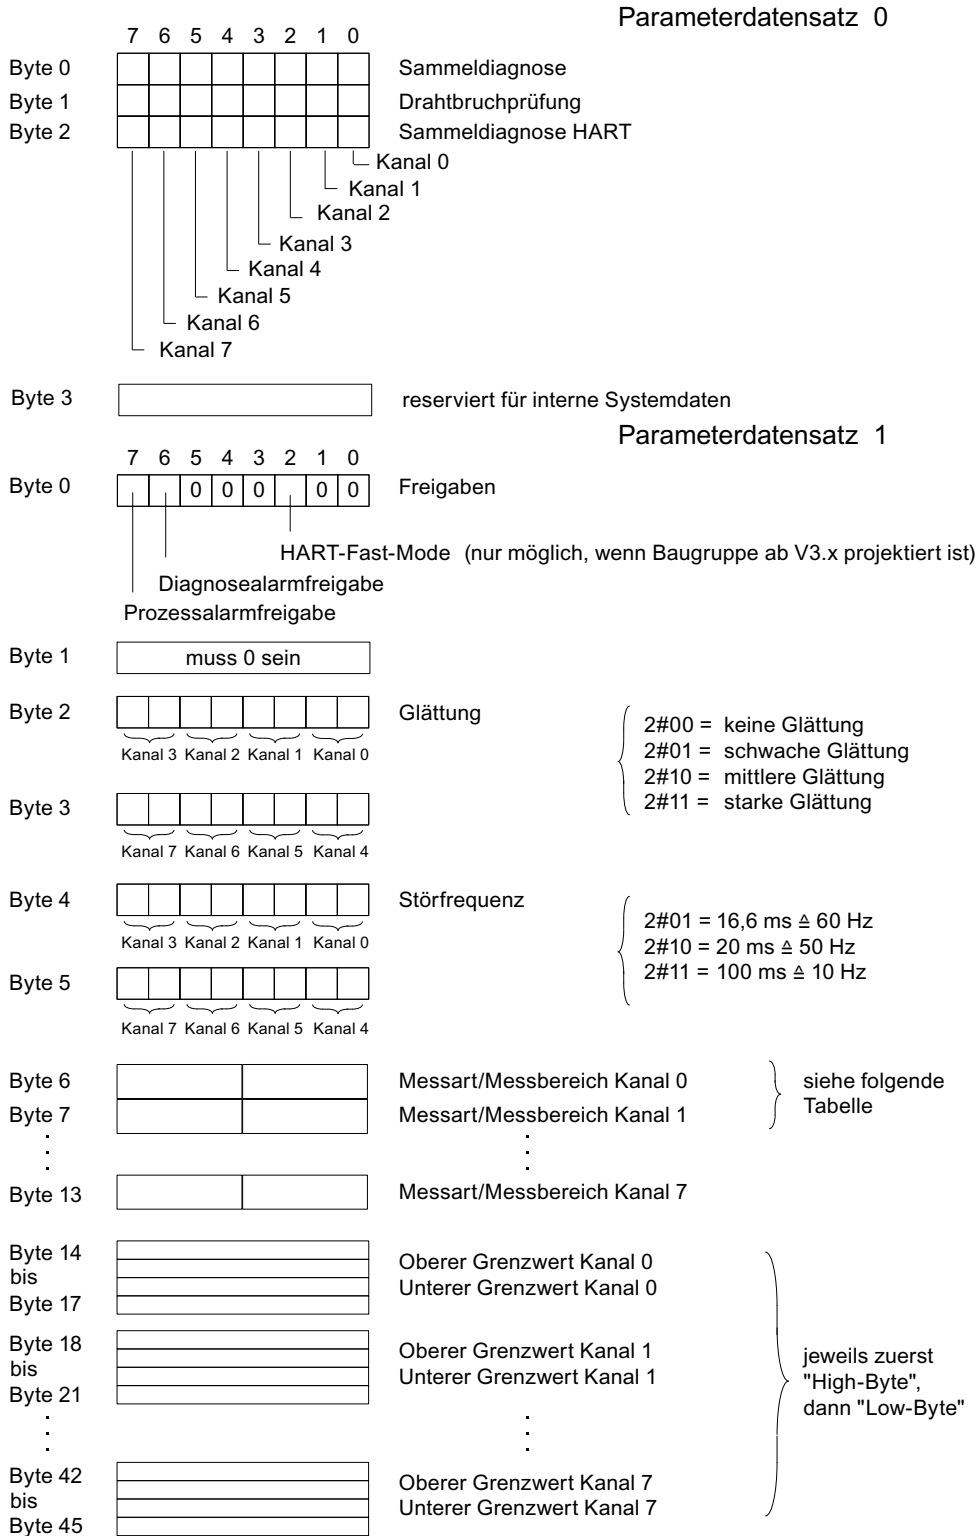 Parameterdatensatz 0
7 6 5 4 3 2 1 0
Byte 0 Sammeldiagnose
Byte 1 Drahtbruchprüfung
Byte 2 Sammeldiagnose HART
Kanal 0
Kanal 1
Kanal 2
Kanal 3
Kanal 4
Kanal 5
Kanal 6
Kanal 7
Byte 3 reserviert für interne Systemdaten
Parameterdatensatz 1
7 6 5 4 3 2 1 0
Byte 0 0 0 0 0 0 Freigaben
HART-Fast-Mode (nur möglich, wenn Baugruppe ab V3.x projektiert ist)
Diagnosealarmfreigabe
Prozessalarmfreigabe
Byte 1 muss 0 sein
Byte 2 Glättung
Kanal 3 Kanal 2 Kanal 1 Kanal 0
2#00 = keine Glättung
2#01 = schwache Glättung
2#10 = mittlere Glättung
2#11 = starke Glättung
Byte 3
Kanal 7 Kanal 6 Kanal 5 Kanal 4
Byte 4 Störfrequenz
Kanal 3 Kanal 2 Kanal 1 Kanal 0
2#01 = 16,6 ms ≙ 60 Hz
2#10 = 20 ms ≙ 50 Hz
2#11 = 100 ms ≙ 10 Hz
Byte 5
Kanal 7 Kanal 6 Kanal 5 Kanal 4
Byte 6 Messart/Messbereich Kanal 0
Byte 7 Messart/Messbereich Kanal 1
siehe folgende
Tabelle
Byte 13 Messart/Messbereich Kanal 7
Byte 14
bis
Byte 17
Oberer Grenzwert Kanal 0
Unterer Grenzwert Kanal 0
Byte 18
bis
Byte 21
Oberer Grenzwert Kanal 1
Unterer Grenzwert Kanal 1
jeweils zuerst
"High-Byte",
dann "Low-Byte"
Byte 42
bis
Byte 45
Oberer Grenzwert Kanal 7
Unterer Grenzwert Kanal 7